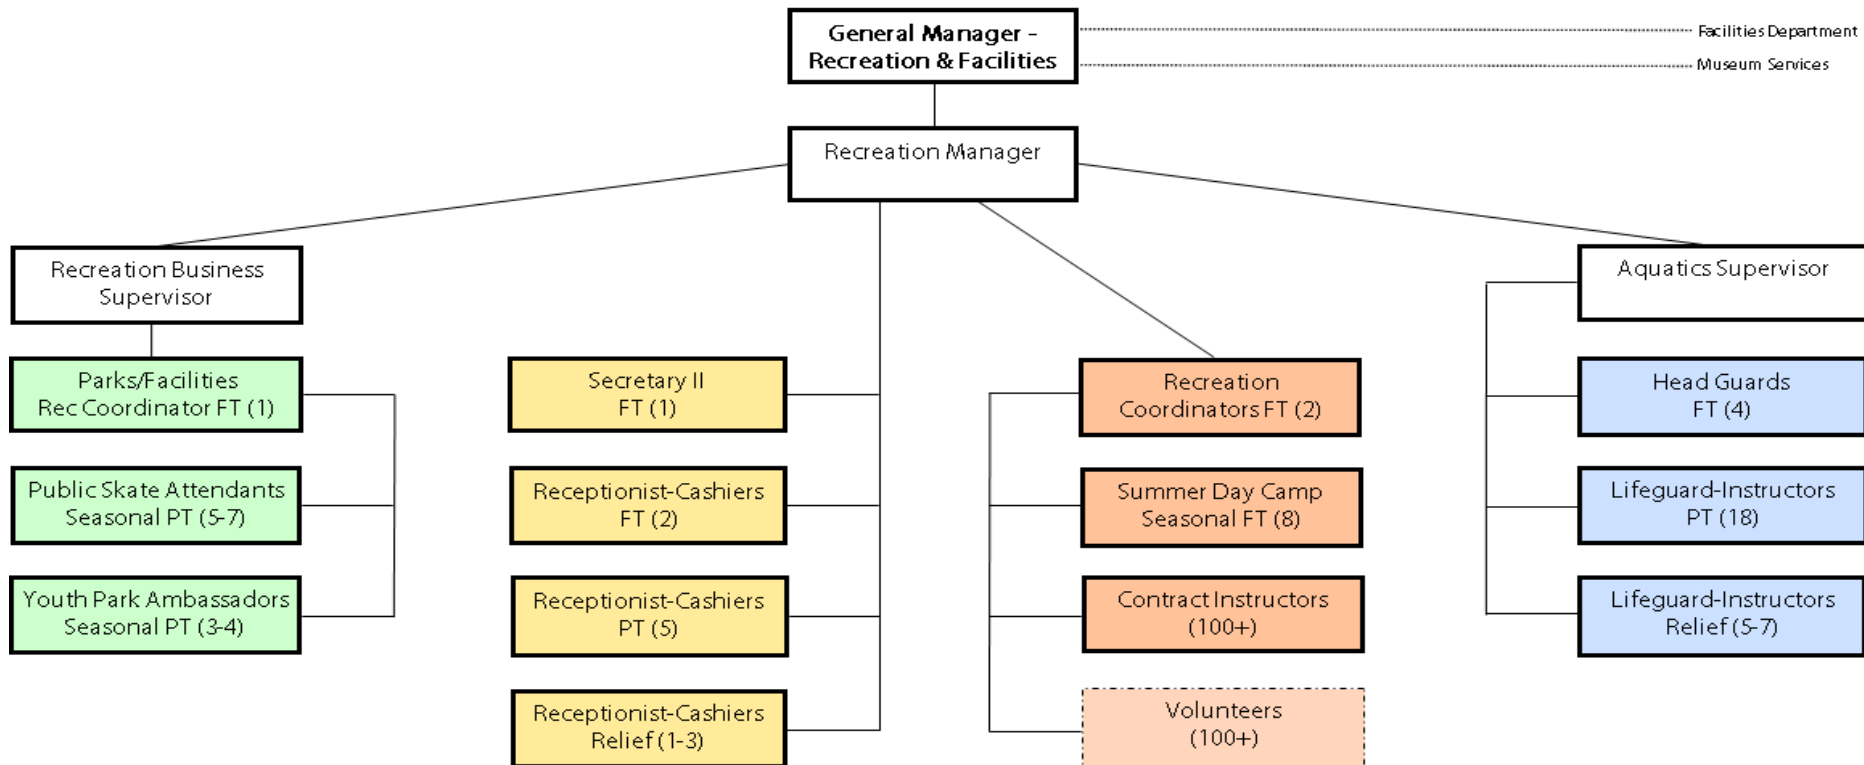 General Manager -
Recreation & Facilities
Facilities Department
Museum Services
Recreation Manager
Recreation Business
Supervisor
Aquatics Supervisor
Parks/Facilities
Rec Coordinator FT (1)
Secretary II
FT (1)
Recreation
Coordinators FT (2)
Head Guards
FT (4)
Public Skate Attendants
Seasonal PT (5-7)
Receptionist-Cashiers
FT (2)
Summer Day Camp
Seasonal FT (8)
Lifeguard-Instructors
PT (18)
Youth Park Ambassadors
Seasonal PT (3-4)
Receptionist-Cashiers
PT (5)
Contract Instructors
(100+)
Lifeguard-Instructors
Relief (5-7)
Receptionist-Cashiers
Relief (1-3)
Volunteers
(100+)